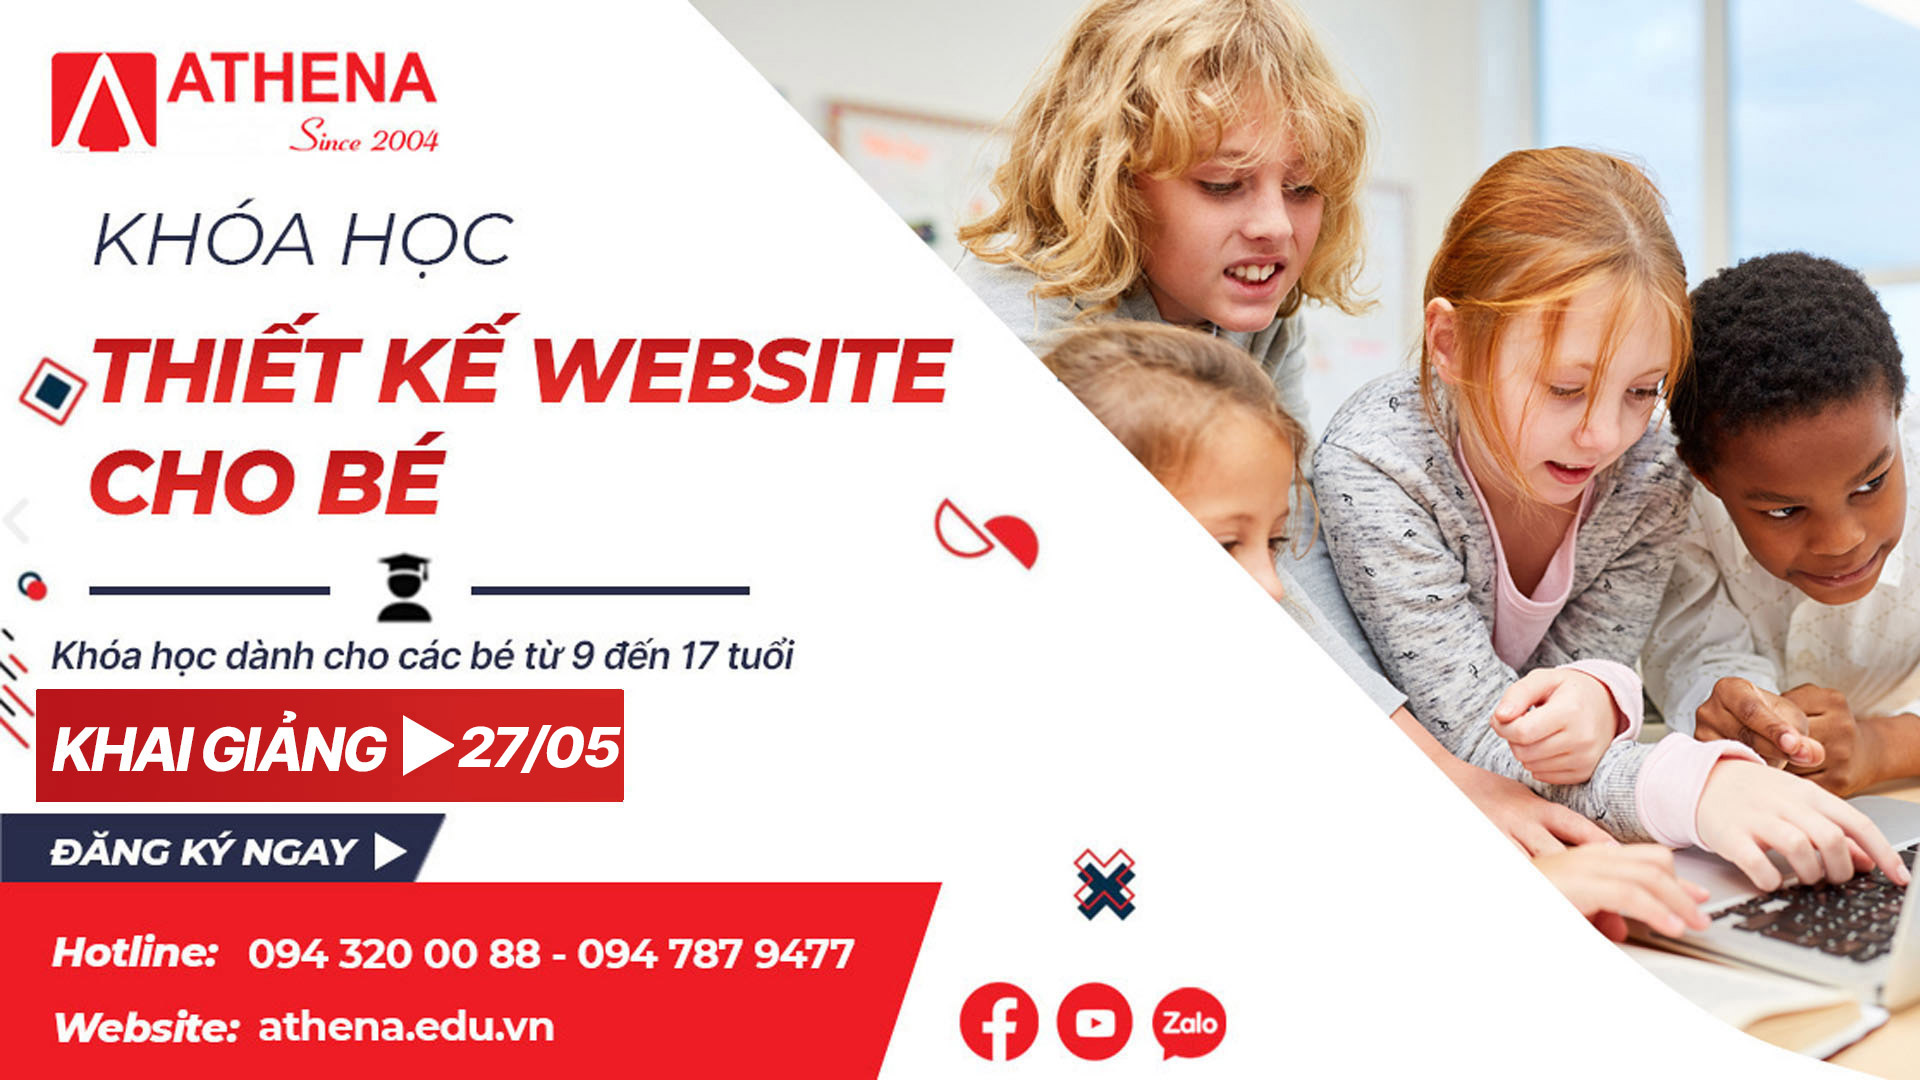 ATHENA
Since 2004
KHÓA HỌC
THIẾT KẾ WEBSITE
CHO BÉ
Khóa học dành cho các bé từ 9 đến 17 tuổi
KHAI GIẢNG 27/05
ĐĂNG KÝ NGAY
Hotline: 094 320 00 88 - 094 787 9477
Website: athena.edu.vn
Zalo